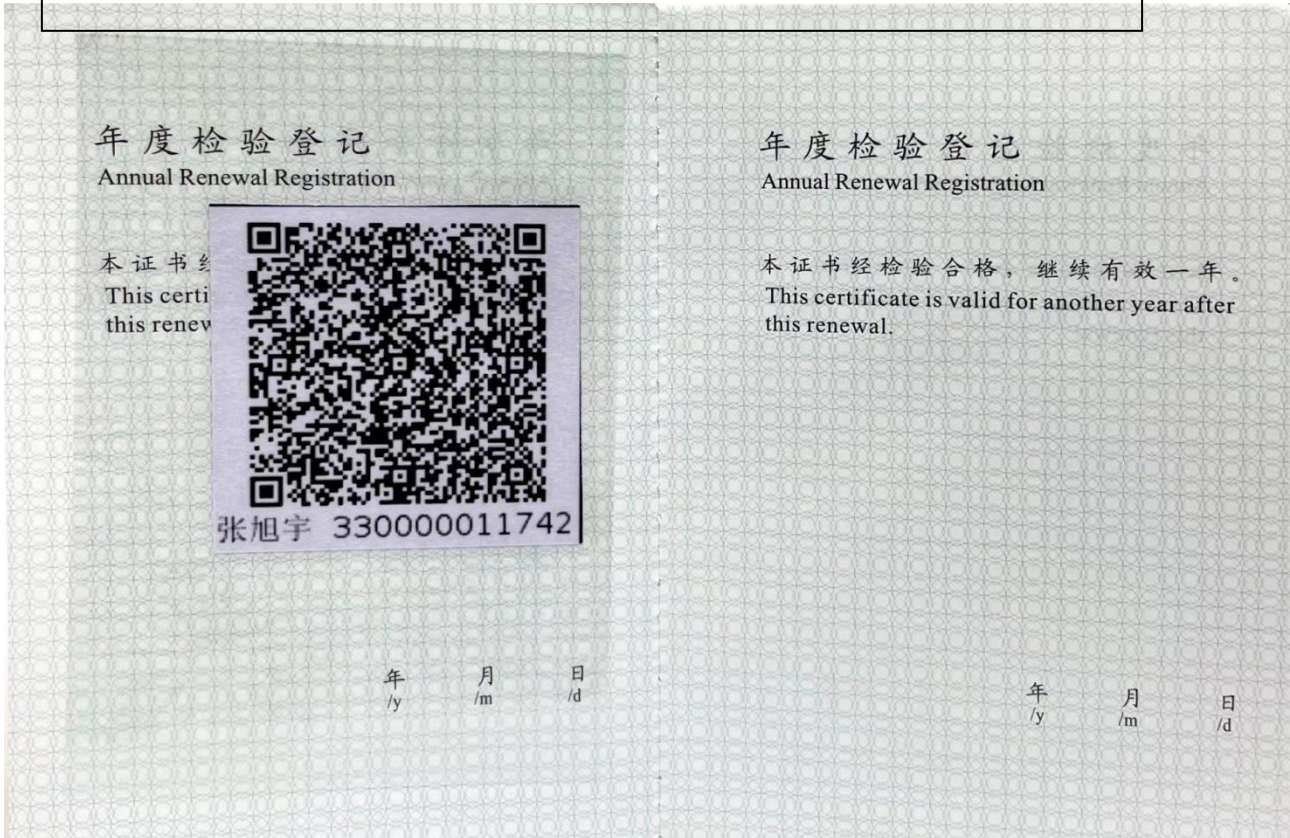 年度检验登记
Annual Renewal Registration
本证书
This certi
this renew
张旭宇 330000011742
年 月 日
/y /m /d
年度检验登记
Annual Renewal Registration
本证书经检验合格，继续有效一年。
This certificate is valid for another year after
this renewal.
年 月 日
/y /m /d